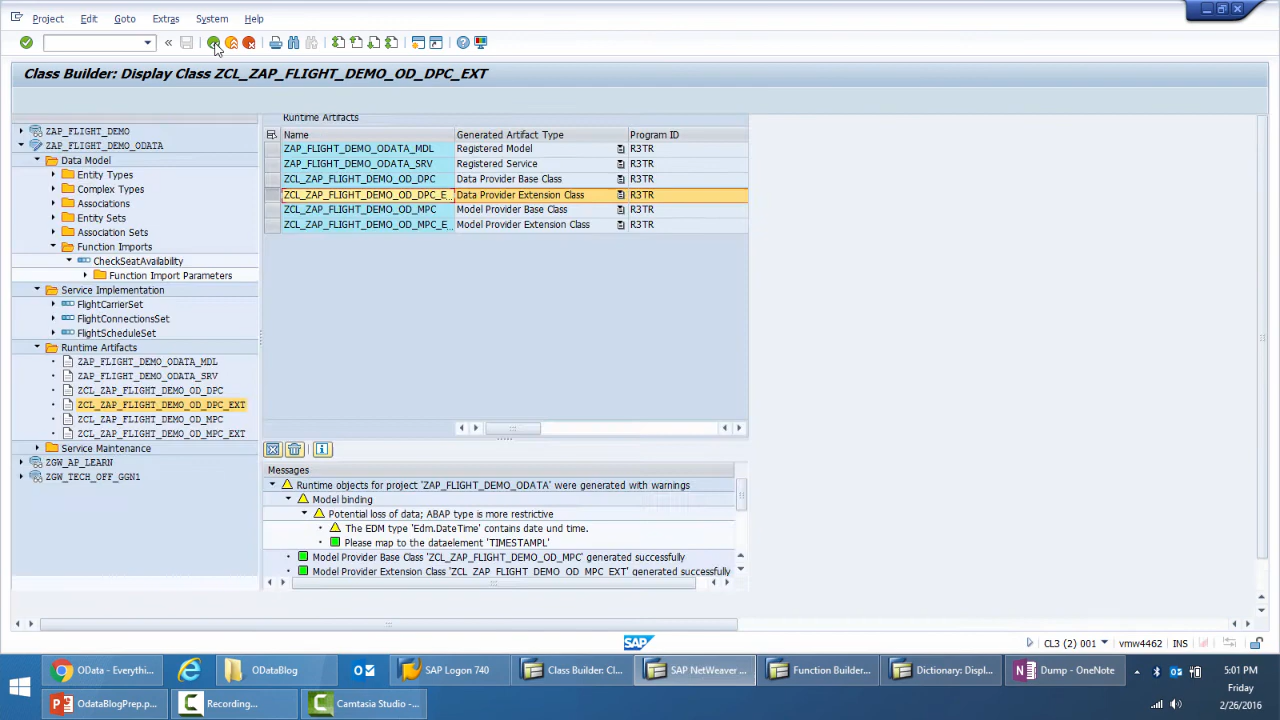 Project Edit Goto Extras System Help
Class Builder: Display Class ZCL_ZAP_FLIGHT_DEMO_OD_DPC_EXT
ZAP_FLIGHT_DEMO
ZAP_FLIGHT_DEMO_ODATA
Data Model
Entity Types
Complex Types
Associations
Entity Sets
Association Sets
Function Imports
CheckSeatAvailability
Function Import Parameters
Service Implementation
FlightCarrierSet
FlightConnectionsSet
FlightScheduleSet
Runtime Artifacts
ZAP_FLIGHT_DEMO_ODATA_MDL
ZAP_FLIGHT_DEMO_ODATA_SRV
ZCL_ZAP_FLIGHT_DEMO_OD_DPC
ZCL_ZAP_FLIGHT_DEMO_OD_DPC_EXT
ZCL_ZAP_FLIGHT_DEMO_OD_MPC
ZCL_ZAP_FLIGHT_DEMO_OD_MPC_EXT
Service Maintenance
ZGW_AP_LEARN
ZGW_TECH_OFF_GGN1
Runtime Artifacts
Name Generated Artifact Type Program ID
ZAP_FLIGHT_DEMO_ODATA_MDL Registered Model R3TR
ZAP_FLIGHT_DEMO_ODATA_SRV Registered Service R3TR
ZCL_ZAP_FLIGHT_DEMO_OD_DPC Data Provider Base Class R3TR
ZCL_ZAP_FLIGHT_DEMO_OD_DPC_E... Data Provider Extension Class R3TR
ZCL_ZAP_FLIGHT_DEMO_OD_MPC Model Provider Base Class R3TR
ZCL_ZAP_FLIGHT_DEMO_OD_MPC_E... Model Provider Extension Class R3TR
Messages
Runtime objects for project 'ZAP_FLIGHT_DEMO_ODATA' were generated with warnings
Model binding
Potential loss of data; ABAP type is more restrictive
The EDM type 'Edm.DateTime' contains date und time.
Please map to the dataelement 'TIMESTAMPL'
Model Provider Base Class 'ZCL_ZAP_FLIGHT_DEMO_OD_MPC' generated successfully
Model Provider Extension Class 'ZCL_ZAP_FLIGHT_DEMO_OD_MPC_EXT' generated successfully
SAP
CL3 (2) 001 vmw4462 INS
OData - Everythi... ODataBlog SAP Logon 740 Class Builder: Cl... SAP NetWeaver ... Function Builder... Dictionary: Displ... Dump - OneNote
OdataBlogPrep.p... Recording... Camtasia Studio -...
5:01 PM
Friday
2/26/2016